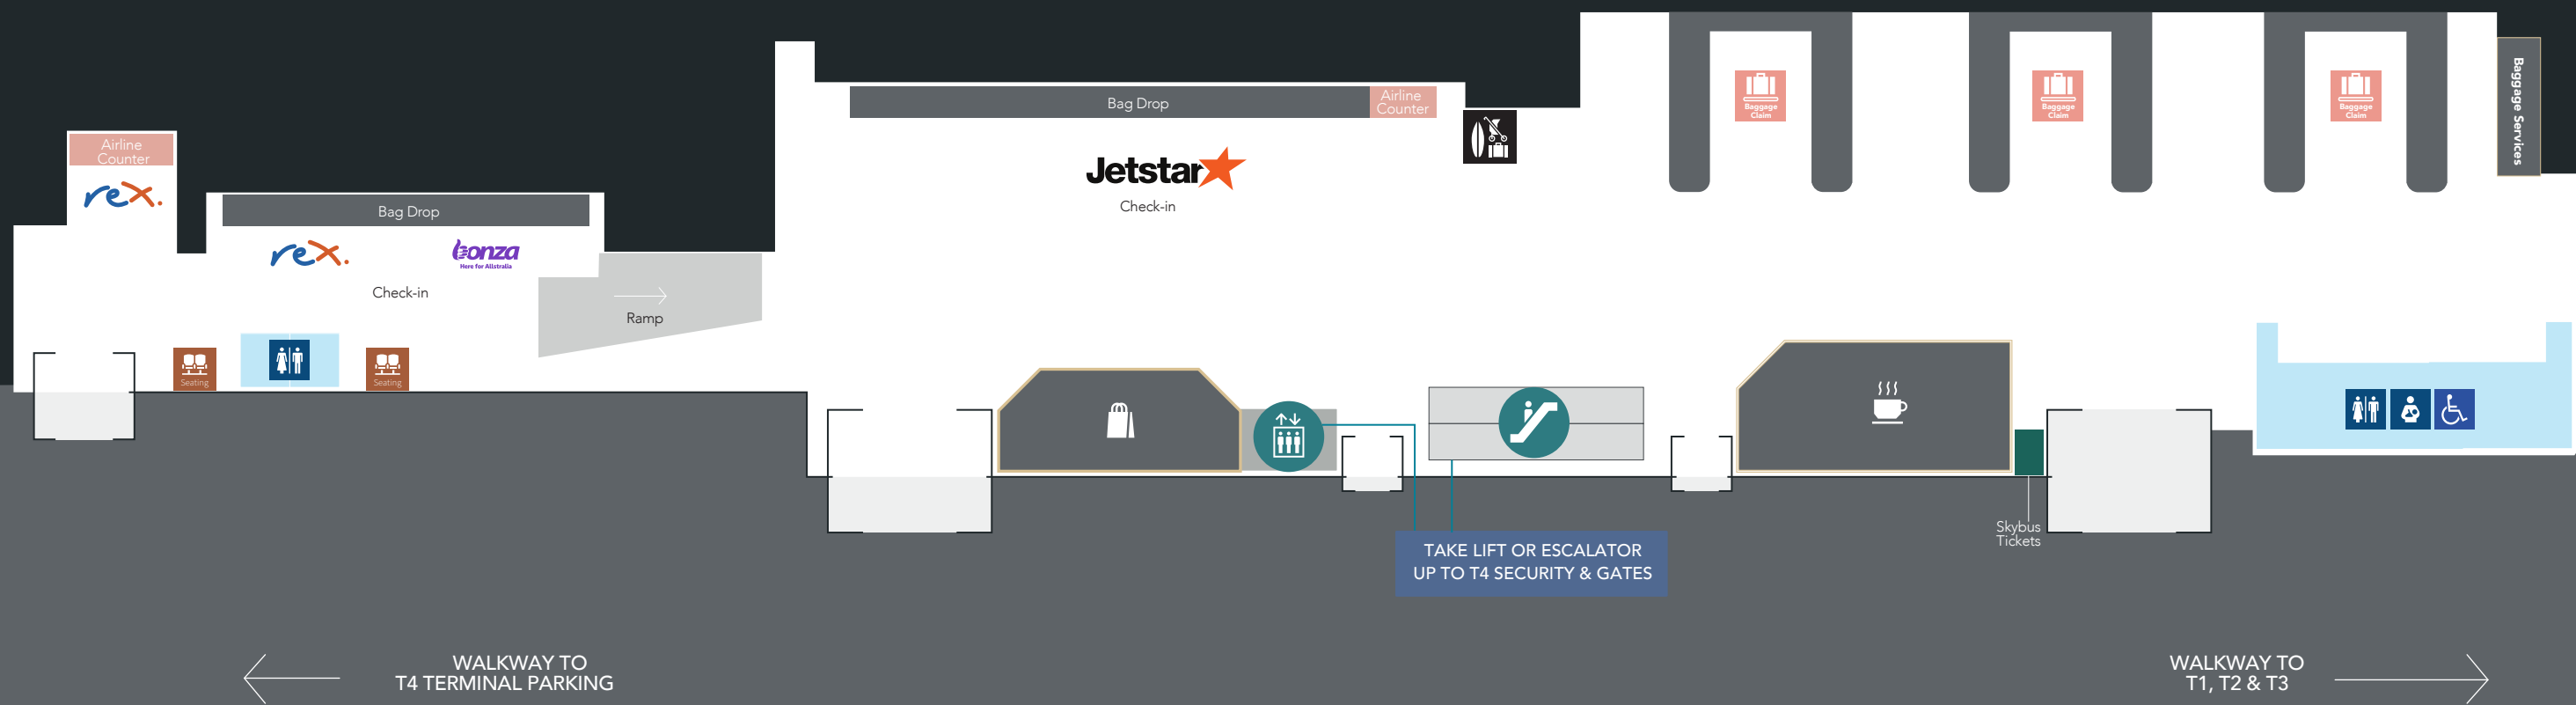 Airline
Counter
rex.
Bag Drop
rex.
bonza
Here for Allstralia
Check-in
Ramp
Seating
Seating
Bag Drop
Airline
Counter
Jetstar
Check-in
Baggage
Claim
Baggage
Claim
Baggage
Claim
Baggage Services
Skybus
Tickets
TAKE LIFT OR ESCALATOR
UP TO T4 SECURITY & GATES
WALKWAY TO
T4 TERMINAL PARKING
WALKWAY TO
T1, T2 & T3